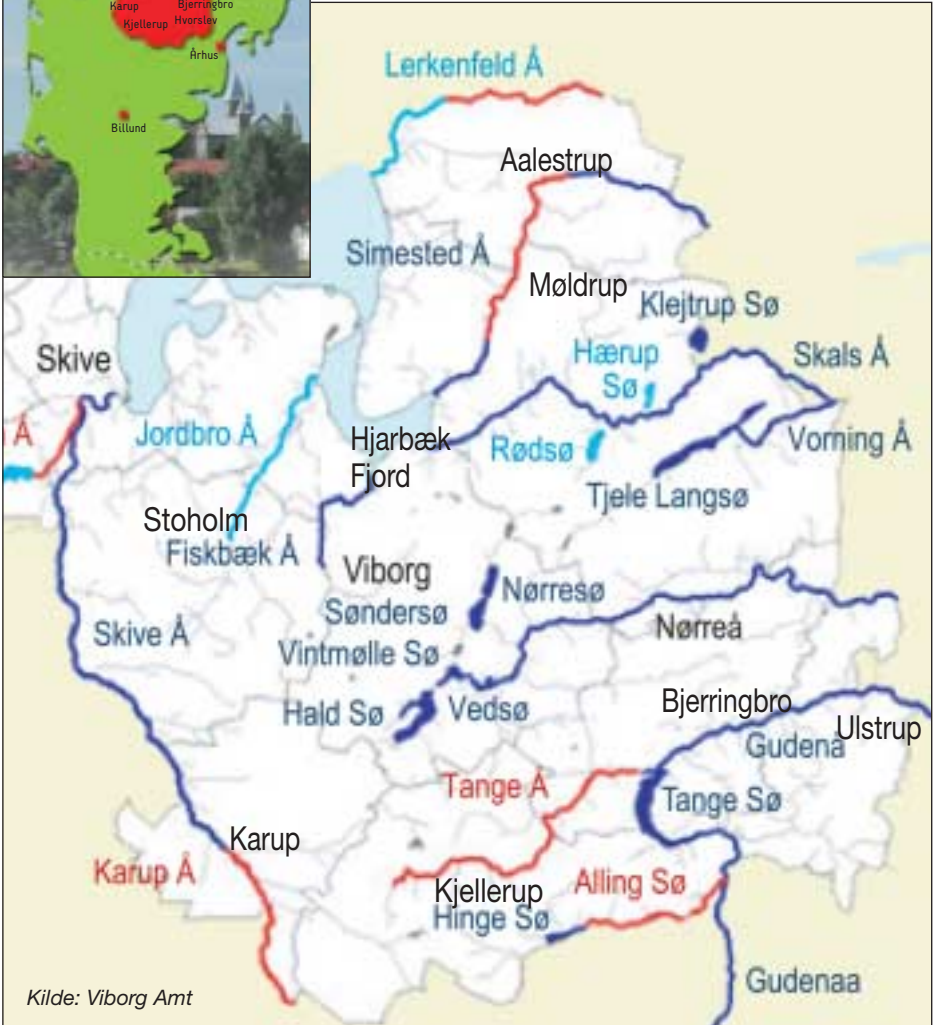 Karup
Bjerringbro
Kjellerup
Hvorslev
Århus
Billund
Lerkenfeld Å
Aalestrup
Simested Å
Møldrup
Klejtrup Sø
Skive
Hærup
Sø
Skals Å
Å
Jordbro Å
Hjarbæk
Fjord
Rødsø
Vorning Å
Tjele Langsø
Stoholm
Fiskbæk Å
Viborg
Nørresø
Søndersø
Skive Å
Nørreå
Vintmølle Sø
Hald Sø
Vedsø
Bjerringbro
Ulstrup
Gudena
Tange Å
Tange Sø
Karup
Karup Å
Kjellerup
Alling Sø
Hinge Sø
Gudenaa
Kilde: Viborg Amt